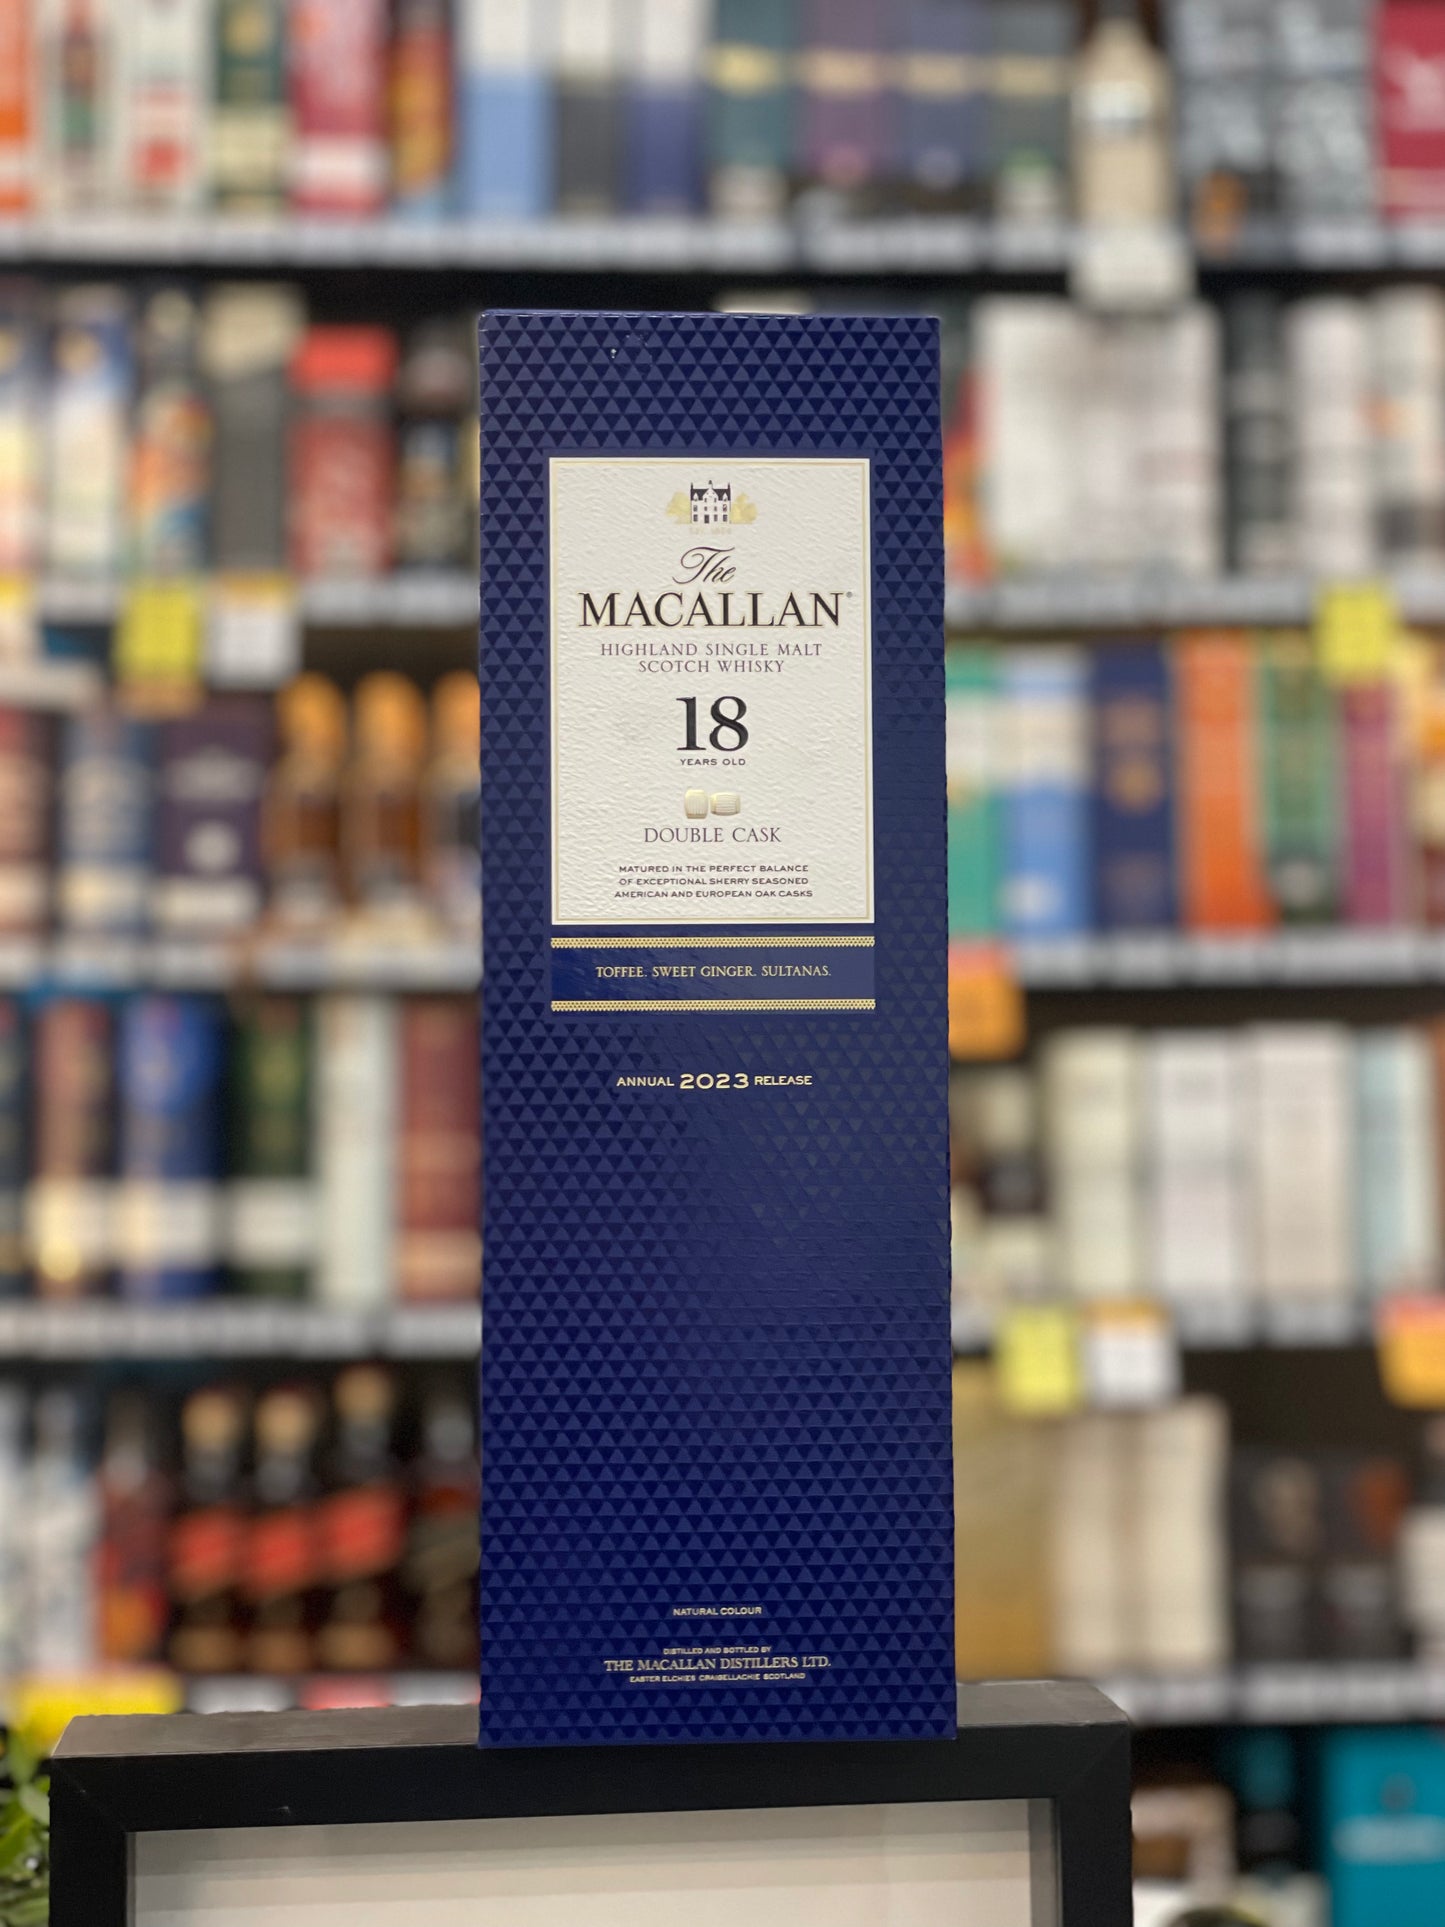 The
MACALLAN®
HIGHLAND SINGLE MALT
SCOTCH WHISKY
18
YEARS OLD
DOUBLE CASK
MATURED IN THE PERFECT BALANCE
OF EXCEPTIONAL SHERRY SEASONED
AMERICAN AND EUROPEAN OAK CASKS
TOFFEE. SWEET GINGER. SULTANAS.
ANNUAL 2023 RELEASE
NATURAL COLOUR
DISTILLED AND BOTTLED BY
THE MACALLAN DISTILLERS LTD.
EASTER ELCHIES CRAIGELLACHIE SCOTLAND